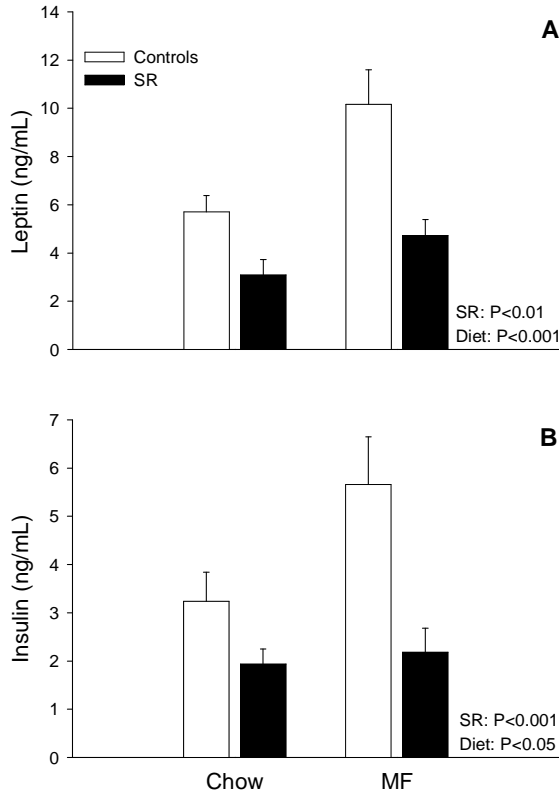 A
14
12
10
8
6
4
2
0
Leptin (ng/mL)
Controls
SR
SR: P<0.01
Diet: P<0.001
B
7
6
5
4
3
2
1
0
Insulin (ng/mL)
SR: P<0.001
Diet: P<0.05
Chow MF